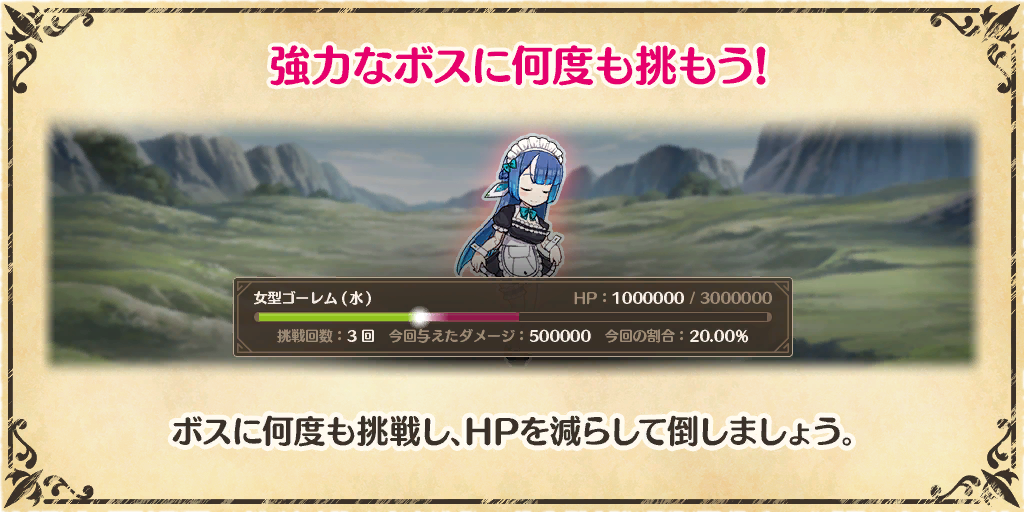 強力なボスに何度も挑もう!
女型ゴーレム(水)
HP:1000000 / 3000000
挑戦回数:3回 今回与えたダメージ:500000 今回の割合:20.00%
ボスに何度も挑戦し、HPを減らして倒しましょう。